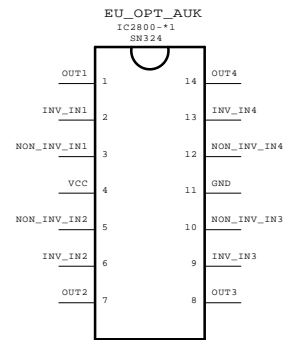 EU_OPT_AUK
IC2800-*1
SN324
OUT1 1 14 OUT4
INV_IN1 2 13 INV_IN4
NON_INV_IN1 3 12 NON_INV_IN4
VCC 4 11 GND
NON_INV_IN2 5 10 NON_INV_IN3
INV_IN2 6 9 INV_IN3
OUT2 7 8 OUT3